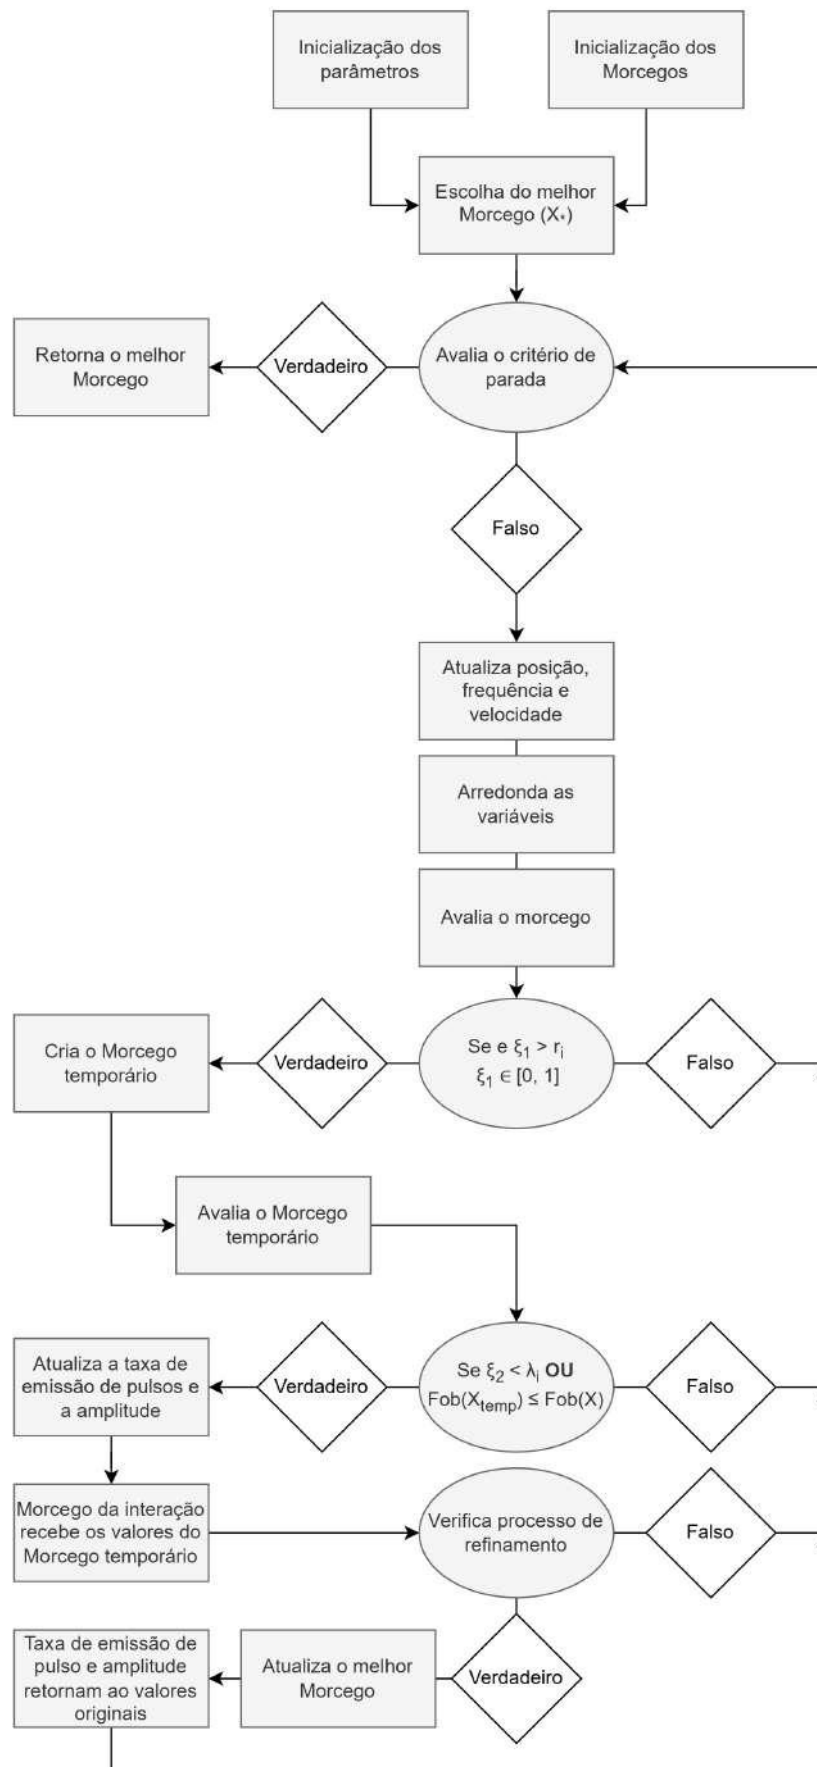 Inicialização dos
parâmetros
Inicialização dos
Morcegos
Escolha do melhor
Morcego (X*)
Retorna o melhor
Morcego
Verdadeiro
Avalia o critério de
parada
Falso
Atualiza posição,
frequência e
velocidade
Arredonda as
variáveis
Avalia o morcego
Cria o Morcego
temporário
Verdadeiro
Se e ξ₁ > rᵢ
ξ₁ ∈ [0, 1]
Falso
Avalia o Morcego
temporário
Atualiza a taxa de
emissão de pulsos e
a amplitude
Verdadeiro
Se ξ₂ < λᵢ OU
Fob(X_temp) ≤ Fob(X)
Falso
Morcego da interação
recebe os valores do
Morcego temporário
Verifica processo de
refinamento
Falso
Taxa de emissão de
pulso e amplitude
retornam ao valores
originais
Atualiza o melhor
Morcego
Verdadeiro